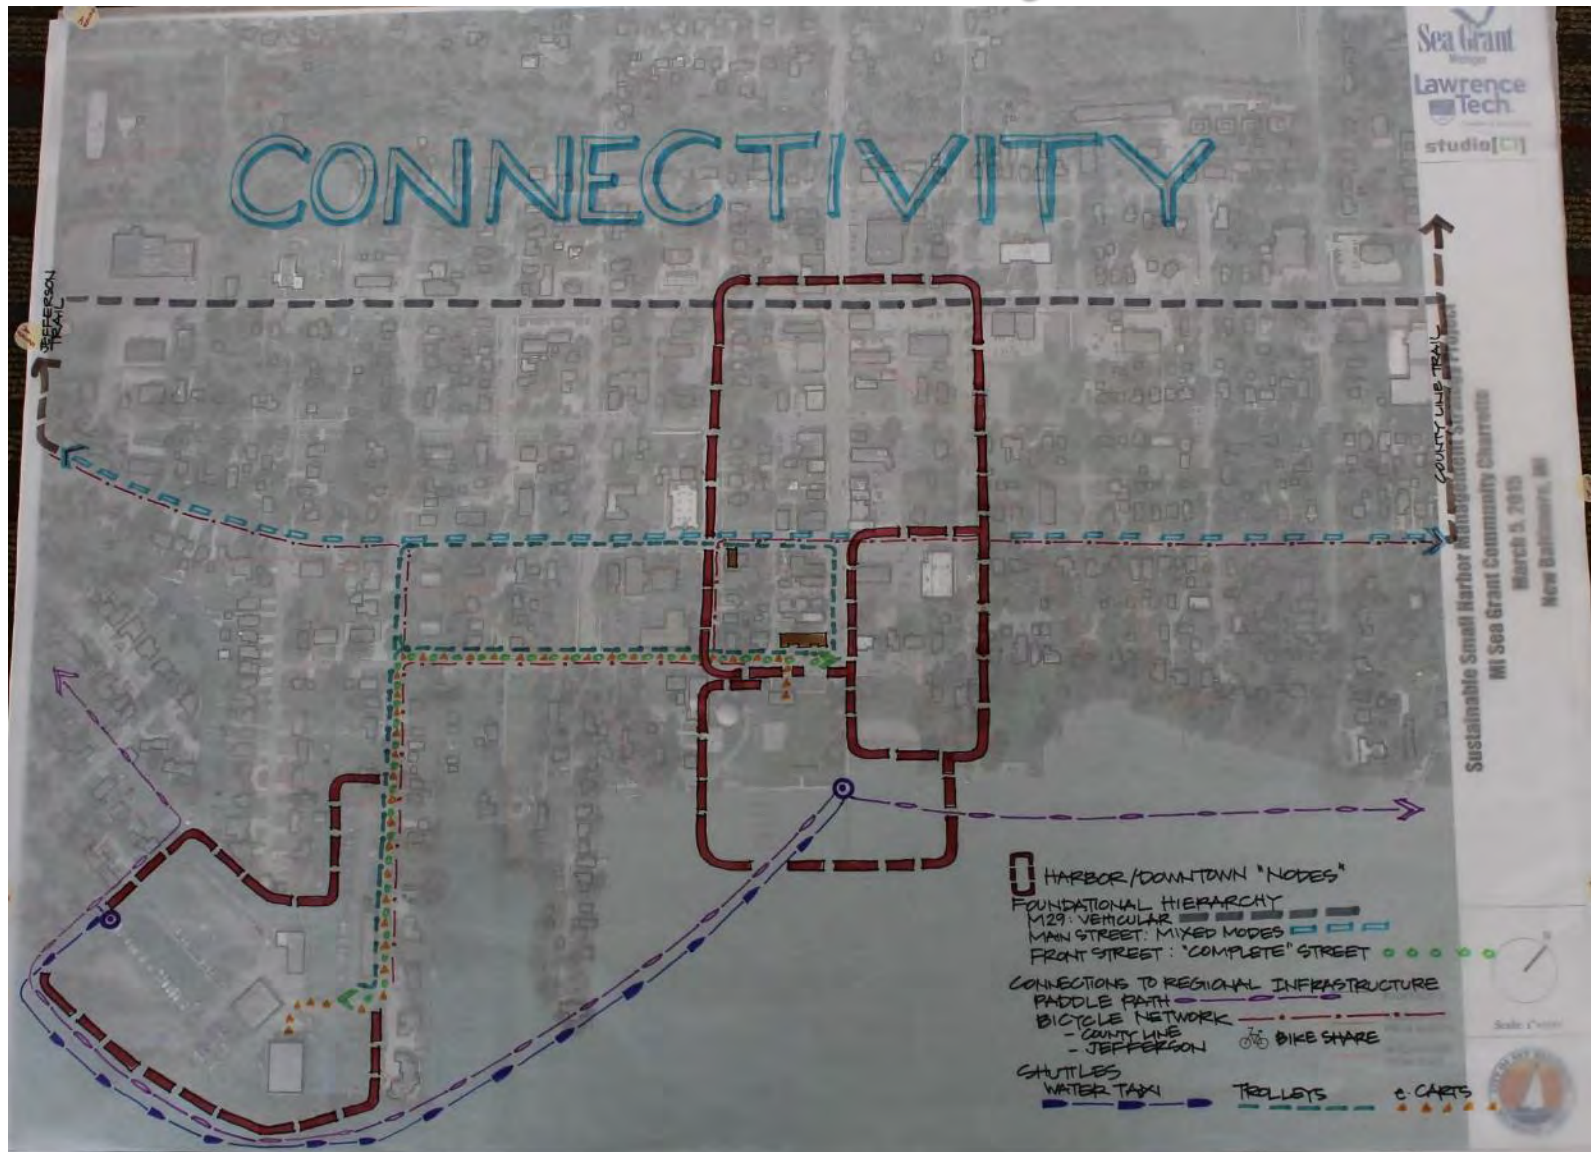 Sea Grant
Michigan
Lawrence
Tech
studio[Ci]
CONNECTIVITY
JEFFERSON
TRAIL
COUNTY LINE TRAIL
Sustainable Small Harbor Management Strategy Project
MI Sea Grant Community Charrette
March 5, 2015
New Baltimore, MI
HARBOR/DOWNTOWN "NODES"
FOUNDATIONAL HIERARCHY
M29: VEHICULAR
MAIN STREET: MIXED MODES
FRONT STREET: "COMPLETE" STREET
CONNECTIONS TO REGIONAL INFRASTRUCTURE
PADDLE PATH
BICYCLE NETWORK
- COUNTY LINE
- JEFFERSON
BIKE SHARE
SHUTTLES
WATER TAXI
TROLLEYS
e-CARTS